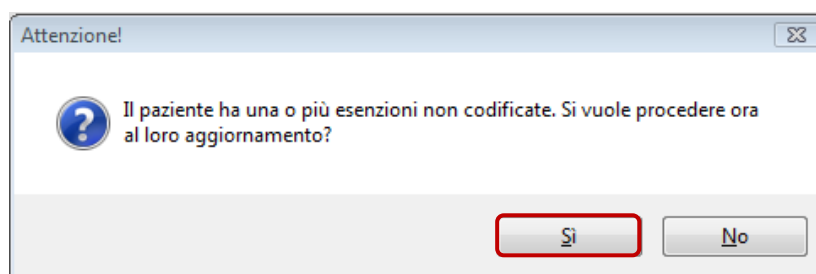 Attenzione!
Il paziente ha una o più esenzioni non codificate. Si vuole procedere ora
al loro aggiornamento?
Sì
No